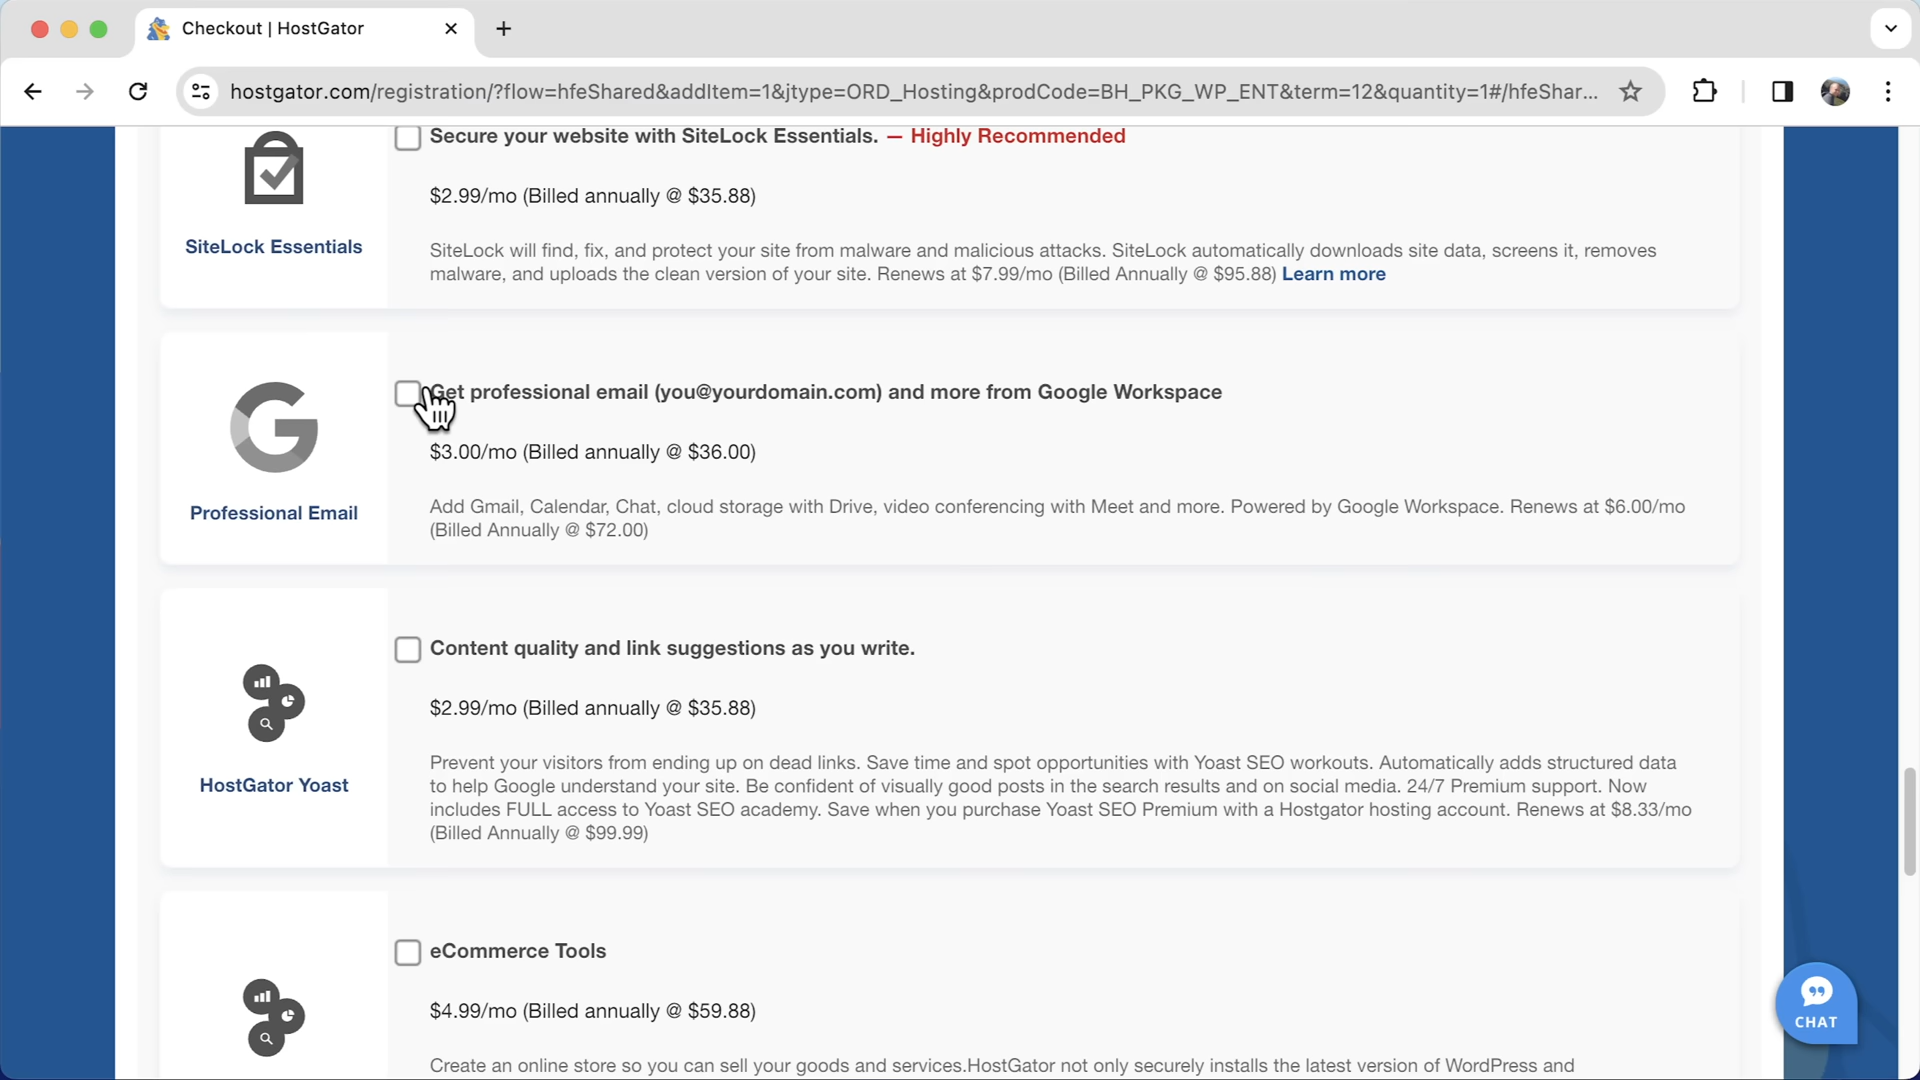 Checkout | HostGator
hostgator.com/registration/?flow=hfeShared&addItem=1&jtype=ORD_Hosting&prodCode=BH_PKG_WP_ENT&term=12&quantity=1#/hfeShar...
Secure your website with SiteLock Essentials. — Highly Recommended
$2.99/mo (Billed annually @ $35.88)
SiteLock Essentials
SiteLock will find, fix, and protect your site from malware and malicious attacks. SiteLock automatically downloads site data, screens it, removes
malware, and uploads the clean version of your site. Renews at $7.99/mo (Billed Annually @ $95.88) Learn more
Get professional email (you@yourdomain.com) and more from Google Workspace
$3.00/mo (Billed annually @ $36.00)
Professional Email
Add Gmail, Calendar, Chat, cloud storage with Drive, video conferencing with Meet and more. Powered by Google Workspace. Renews at $6.00/mo
(Billed Annually @ $72.00)
Content quality and link suggestions as you write.
$2.99/mo (Billed annually @ $35.88)
HostGator Yoast
Prevent your visitors from ending up on dead links. Save time and spot opportunities with Yoast SEO workouts. Automatically adds structured data
to help Google understand your site. Be confident of visually good posts in the search results and on social media. 24/7 Premium support. Now
includes FULL access to Yoast SEO academy. Save when you purchase Yoast SEO Premium with a Hostgator hosting account. Renews at $8.33/mo
(Billed Annually @ $99.99)
eCommerce Tools
$4.99/mo (Billed annually @ $59.88)
Create an online store so you can sell your goods and services.HostGator not only securely installs the latest version of WordPress and
CHAT